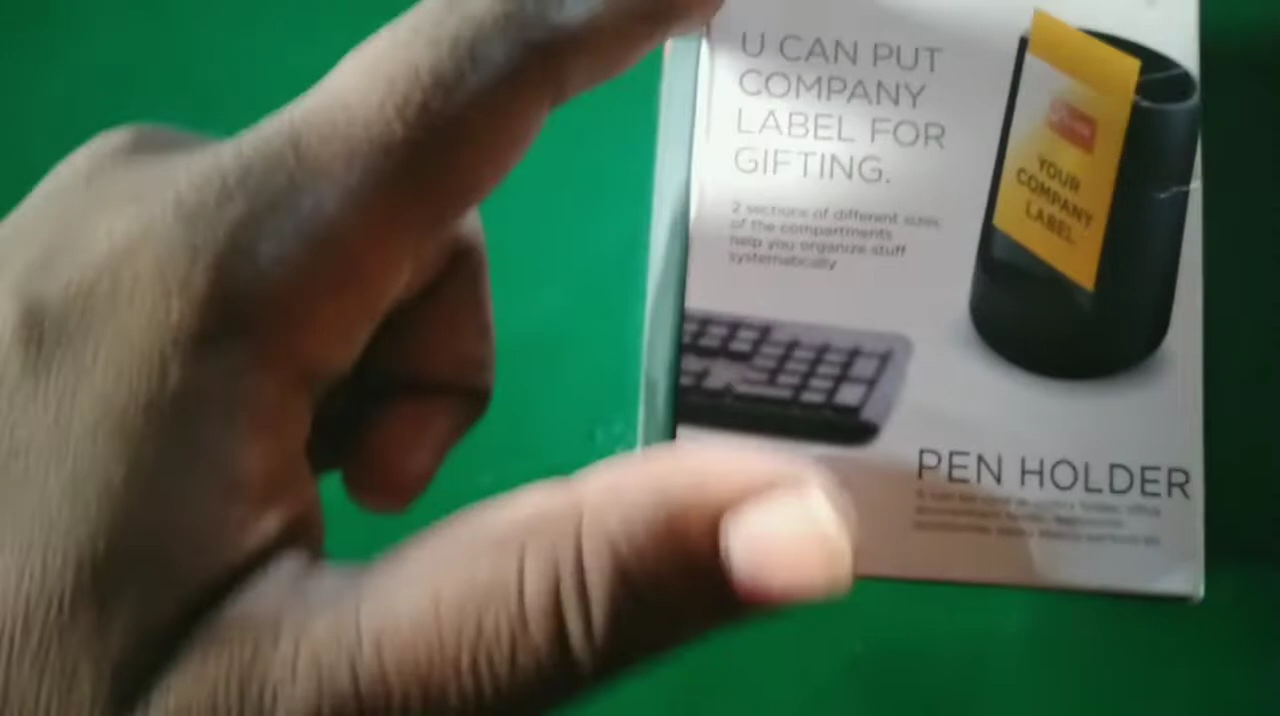 U CAN PUT
COMPANY
LABEL FOR
GIFTING.
2 sections of different sizes
of the compartments
help you organize stuff
systematically
YOUR
COMPANY
LABEL
PEN HOLDER